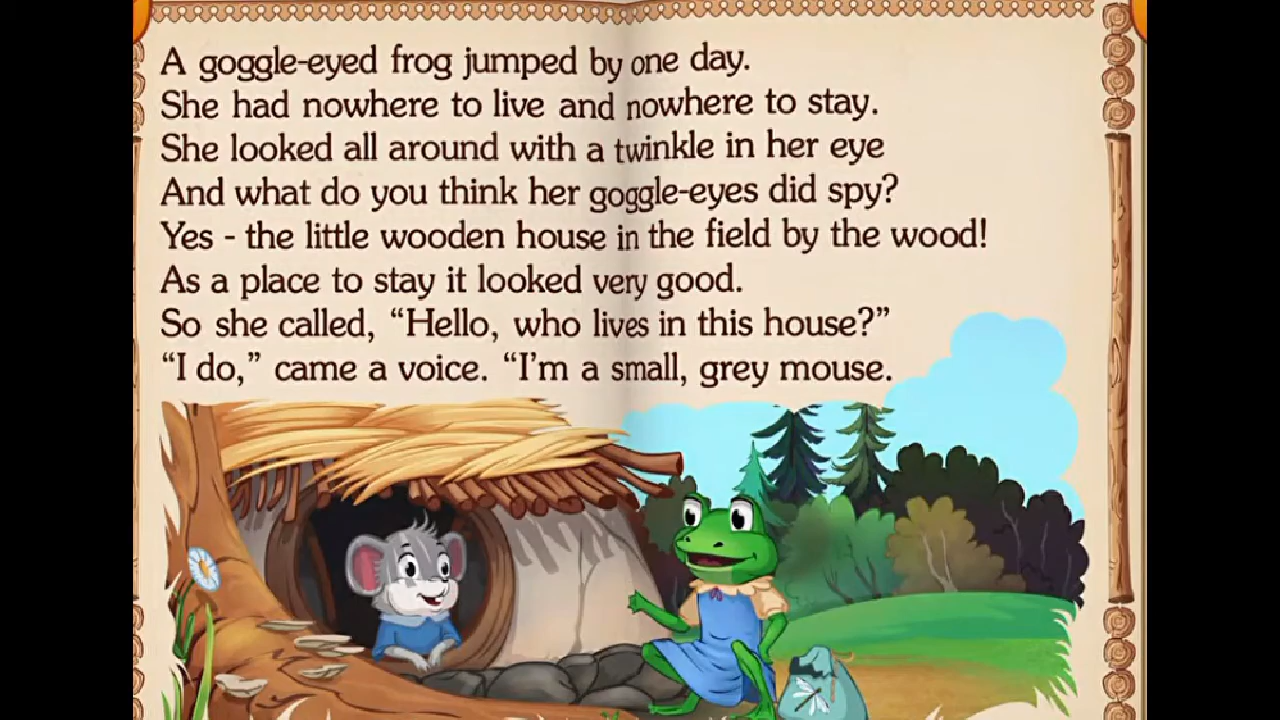 A goggle-eyed frog jumped by one day.
She had nowhere to live and nowhere to stay.
She looked all around with a twinkle in her eye
And what do you think her goggle-eyes did spy?
Yes - the little wooden house in the field by the wood!
As a place to stay it looked very good.
So she called, “Hello, who lives in this house?”
“I do,” came a voice. “I’m a small, grey mouse.